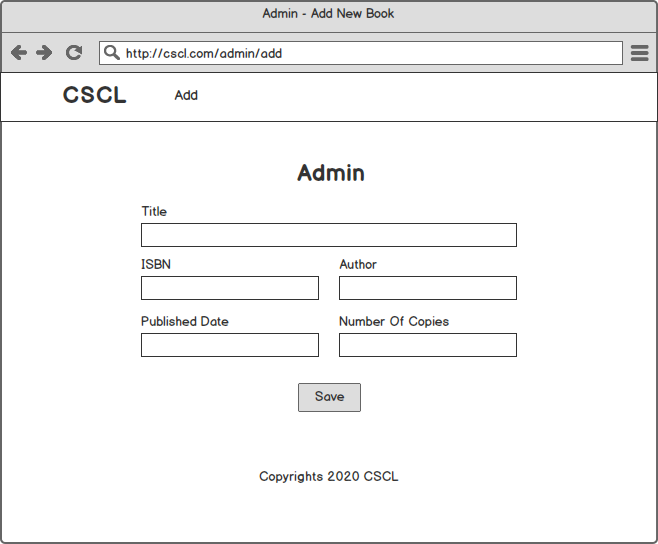 Admin - Add New Book
http://cscl.com/admin/add
CSCL Add
Admin
Title
ISBN Author
Published Date Number Of Copies
Save
Copyrights 2020 CSCL